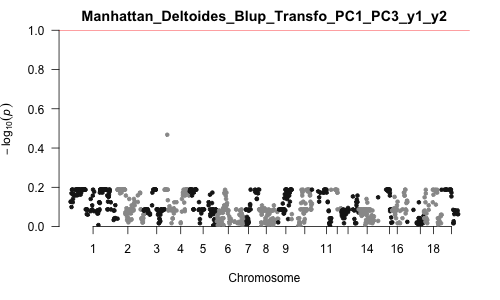 Manhattan_Deltoides_Blup_Transfo_PC1_PC3_y1_y2
1.0
0.8
0.6
0.4
0.2
0.0
− log10(p)
1 2 3 4 5 6 7 8 9 11 14 16 18
Chromosome